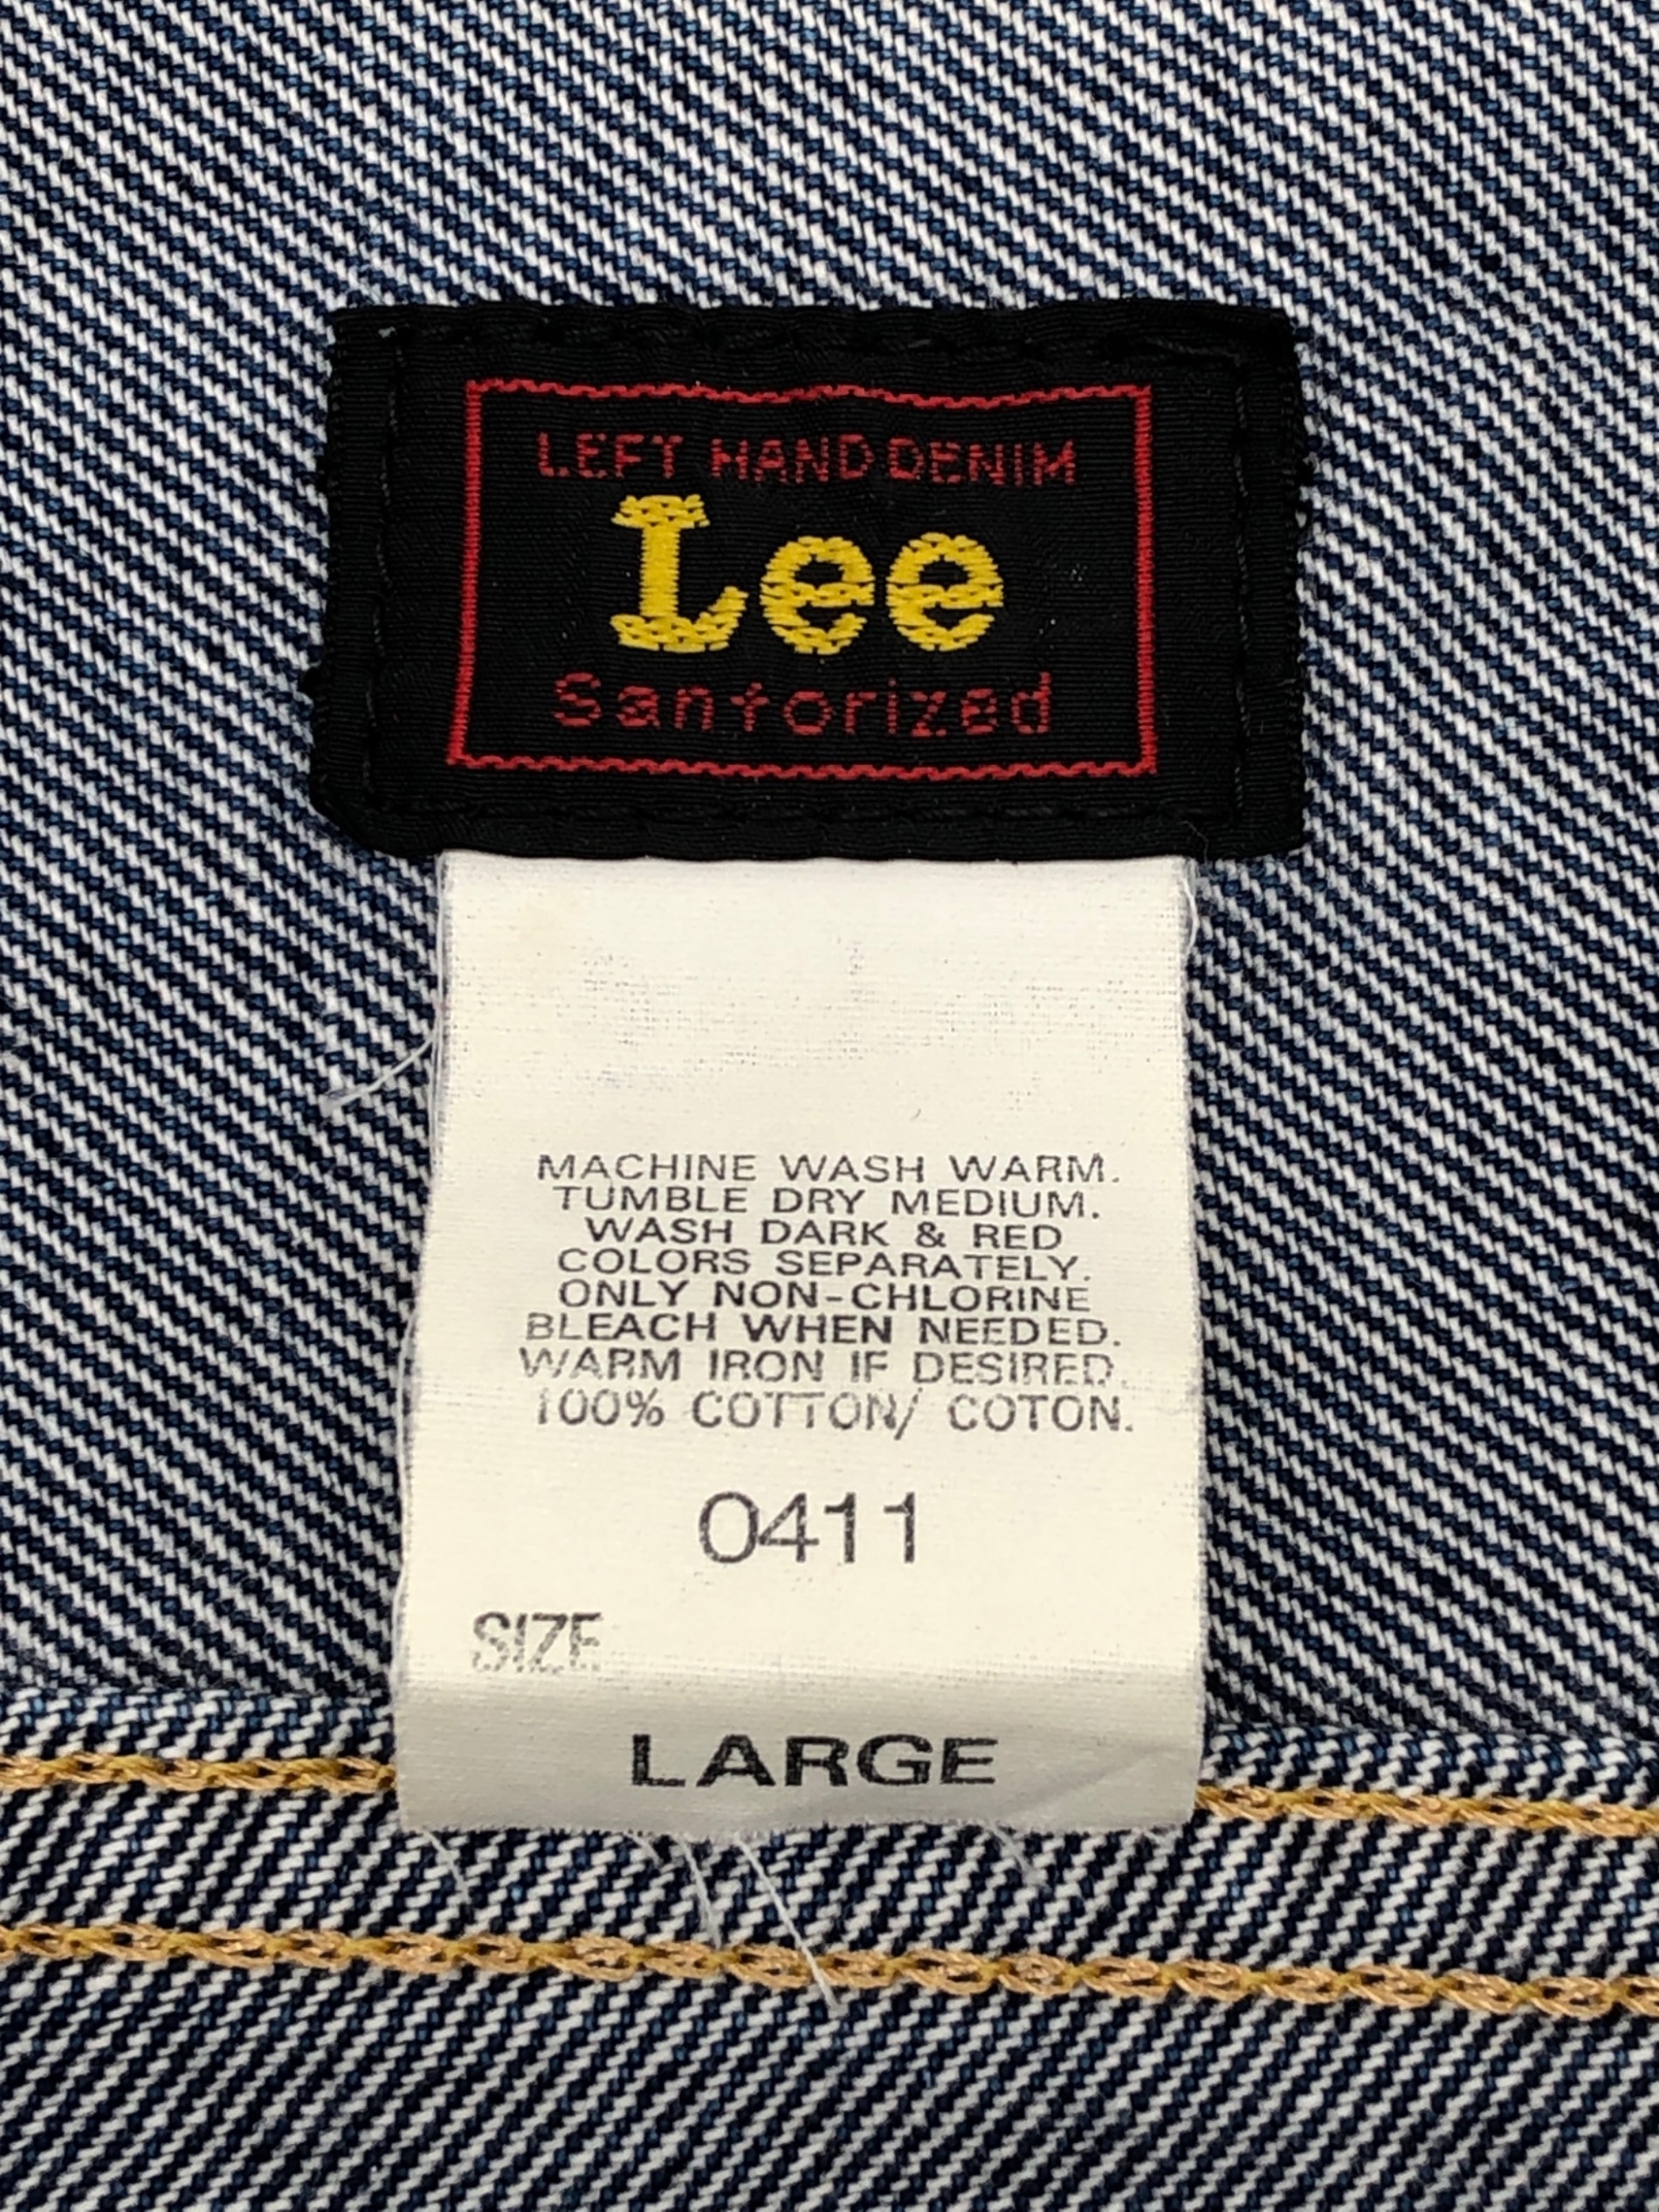 LEFT HAND DENIM
Lee
Sanforized
MACHINE WASH WARM.
TUMBLE DRY MEDIUM.
WASH DARK & RED
COLORS SEPARATELY.
ONLY NON-CHLORINE
BLEACH WHEN NEEDED.
WARM IRON IF DESIRED.
100% COTTON/ COTON.
0411
SIZE
LARGE